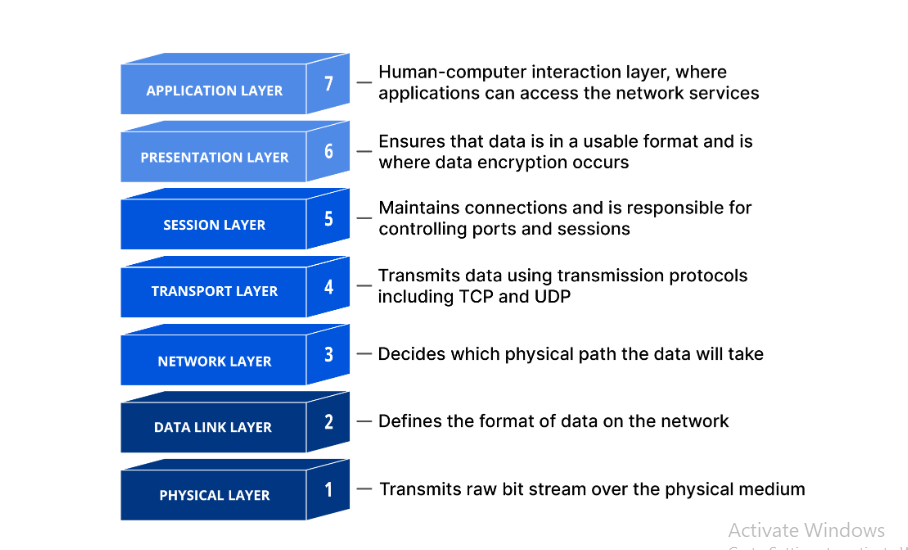 APPLICATION LAYER 7
Human-computer interaction layer, where
applications can access the network services
PRESENTATION LAYER 6
Ensures that data is in a usable format and is
where data encryption occurs
SESSION LAYER 5
Maintains connections and is responsible for
controlling ports and sessions
TRANSPORT LAYER 4
Transmits data using transmission protocols
including TCP and UDP
NETWORK LAYER 3
Decides which physical path the data will take
DATA LINK LAYER 2
Defines the format of data on the network
PHYSICAL LAYER 1
Transmits raw bit stream over the physical medium
Activate Windows